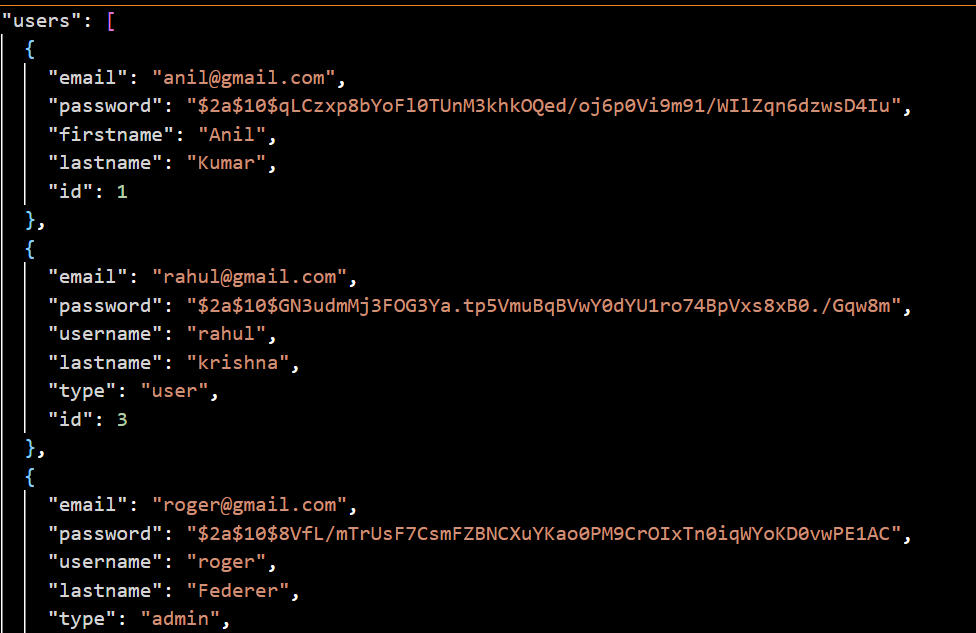 "users": [
{
"email": "anil@gmail.com",
"password": "$2a$10$qLCzxp8bYoFl0TUnM3khkOQed/oj6p0Vi9m91/WIlZqn6dzwsD4Iu",
"firstname": "Anil",
"lastname": "Kumar",
"id": 1
},
{
"email": "rahul@gmail.com",
"password": "$2a$10$GN3udmMj3FOG3Ya.tp5VmuBqBVwY0dYU1ro74BpVxs8xB0./Gqw8m",
"username": "rahul",
"lastname": "krishna",
"type": "user",
"id": 3
},
{
"email": "roger@gmail.com",
"password": "$2a$10$8VfL/mTrUsF7CsmFZBNCXuYKao0PM9CrOIxTn0iqWYoKD0vwPE1AC",
"username": "roger",
"lastname": "Federer",
"type": "admin",